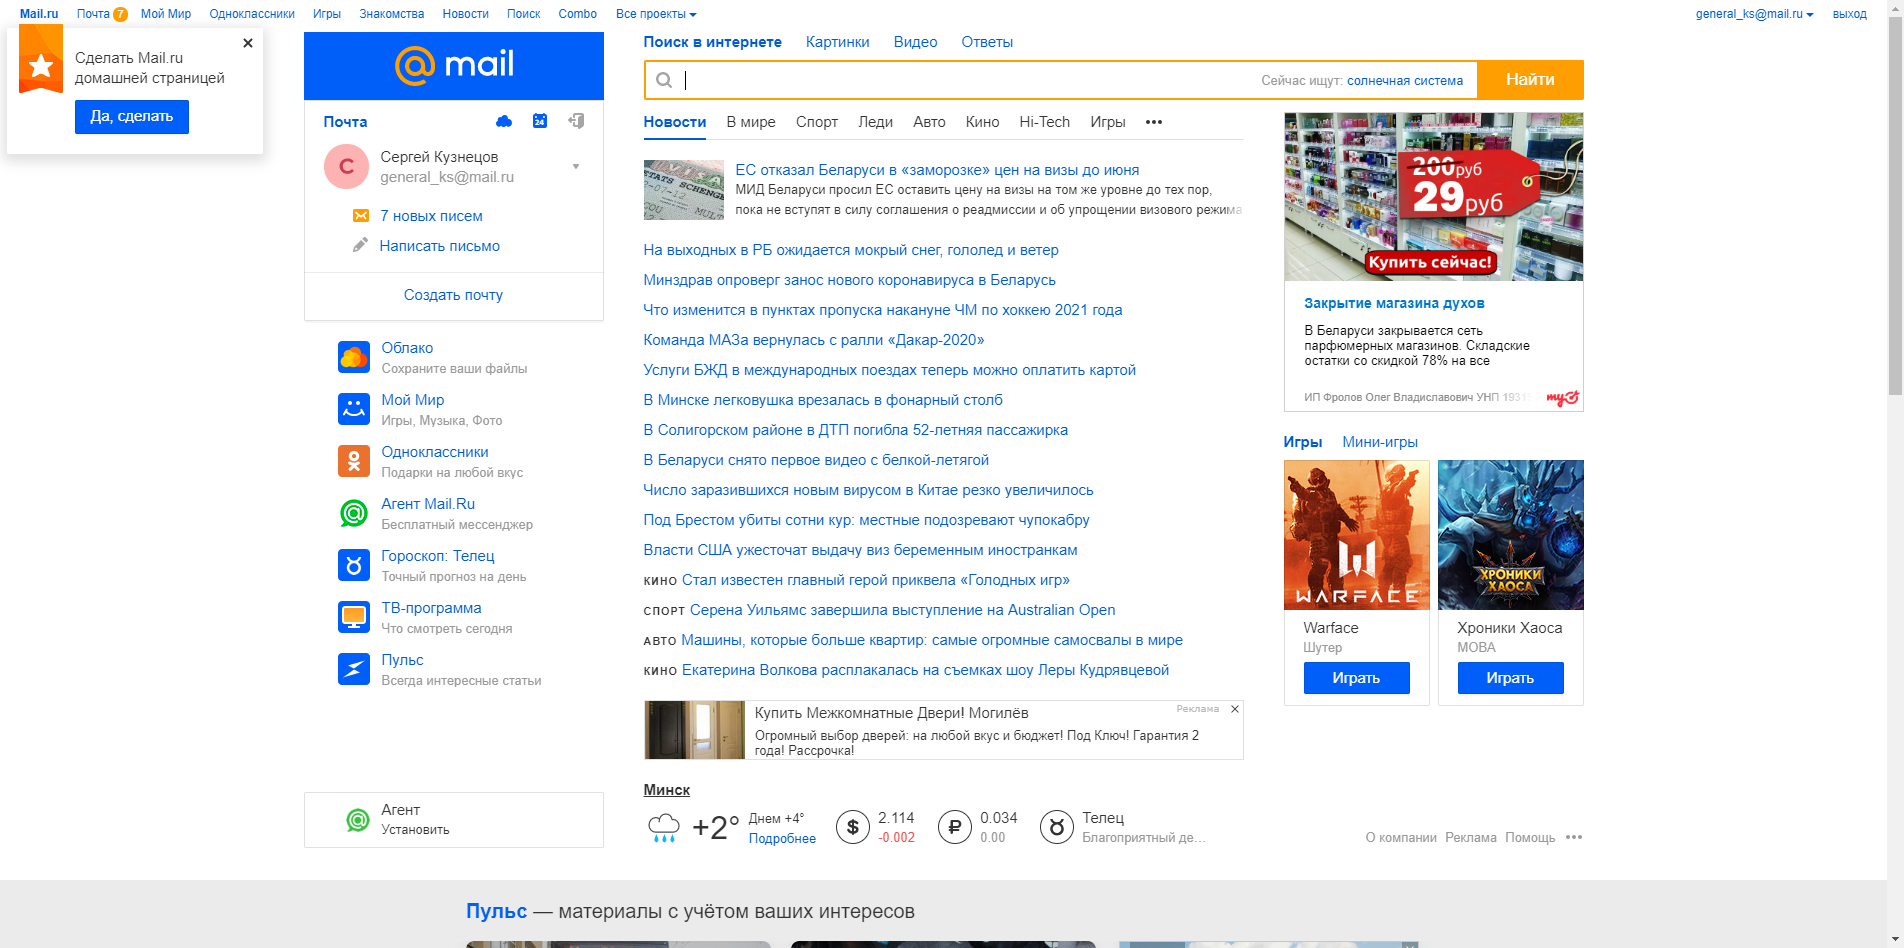 Mail.ru Почта 7 Мой Мир Одноклассники Игры Знакомства Новости Поиск Combo Все проекты general_ks@mail.ru выход
Сделать Mail.ru
домашней страницей
Да, сделать
@mail
Почта
24
С
Сергей Кузнецов
general_ks@mail.ru
7 новых писем
Написать письмо
Создать почту
Облако
Сохраните ваши файлы
Мой Мир
Игры, Музыка, Фото
Одноклассники
Подарки на любой вкус
Агент Mail.Ru
Бесплатный мессенджер
Гороскоп: Телец
Точный прогноз на день
ТВ-программа
Что смотреть сегодня
Пульс
Всегда интересные статьи
Агент
Установить
Поиск в интернете Картинки Видео Ответы
Сейчас ищут: солнечная система
Найти
Новости В мире Спорт Леди Авто Кино Hi-Tech Игры •••
ETATS SCHENGE
ЕС отказал Беларуси в «заморозке» цен на визы до июня
МИД Беларуси просил ЕС оставить цену на визы на том же уровне до тех пор,
пока не вступят в силу соглашения о реадмиссии и об упрощении визового режима
На выходных в РБ ожидается мокрый снег, гололед и ветер
Минздрав опроверг занос нового коронавируса в Беларусь
Что изменится в пунктах пропуска накануне ЧМ по хоккею 2021 года
Команда МАЗа вернулась с ралли «Дакар-2020»
Услуги БЖД в международных поездах теперь можно оплатить картой
В Минске легковушка врезалась в фонарный столб
В Солигорском районе в ДТП погибла 52-летняя пассажирка
В Беларуси снято первое видео с белкой-летягой
Число заразившихся новым вирусом в Китае резко увеличилось
Под Брестом убиты сотни кур: местные подозревают чупокабру
Власти США ужесточат выдачу виз беременным иностранкам
КИНО Стал известен главный герой приквела «Голодных игр»
СПОРТ Серена Уильямс завершила выступление на Australian Open
АВТО Машины, которые больше квартир: самые огромные самосвалы в мире
КИНО Екатерина Волкова расплакалась на съемках шоу Леры Кудрявцевой
Купить Межкомнатные Двери! Могилёв
Реклама
Огромный выбор дверей: на любой вкус и бюджет! Под Ключ! Гарантия 2
года! Рассрочка!
Минск
+2° Днем +4°
Подробнее
$ 2.114
-0.002
₽ 0.034
0.00
Телец
Благоприятный де...
200руб
29руб
Купить сейчас!
Закрытие магазина духов
В Беларуси закрывается сеть
парфюмерных магазинов. Складские
остатки со скидкой 78% на все
ИП Фролов Олег Владиславович УНП
Игры Мини-игры
WARFACE
ХРОНИКИ
ХАОСА
Warface
Шутер
Играть
Хроники Хаоса
MOBA
Играть
О компании Реклама Помощь •••
Пульс — материалы с учётом ваших интересов